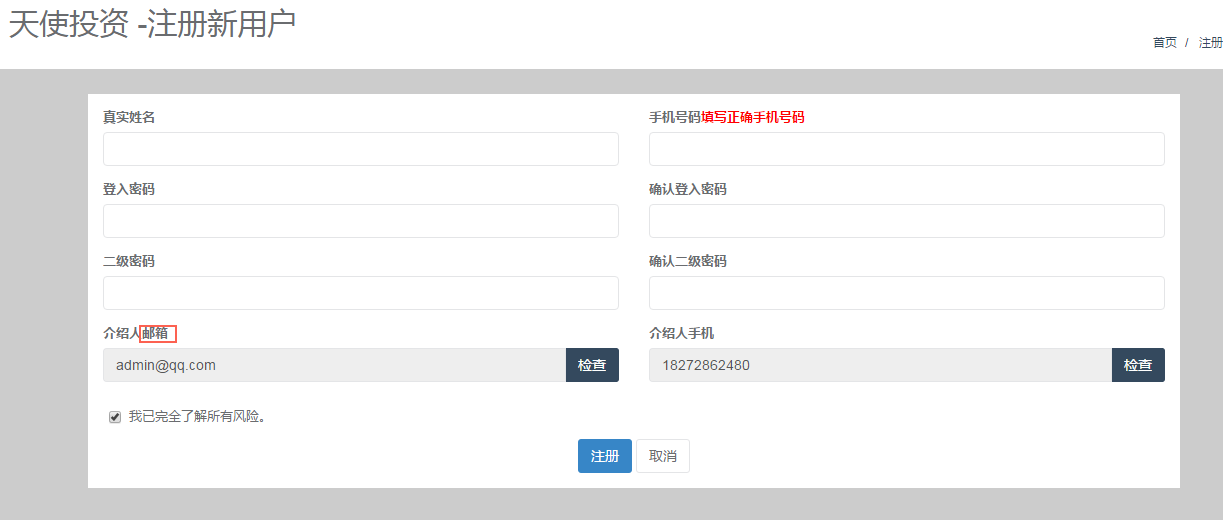 天使投资 -注册新用户
首页 / 注册
真实姓名
手机号码填写正确手机号码
登入密码
确认登入密码
二级密码
确认二级密码
介绍人邮箱
介绍人手机
admin@qq.com 检查
18272862480 检查
我已完全了解所有风险。
注册 取消